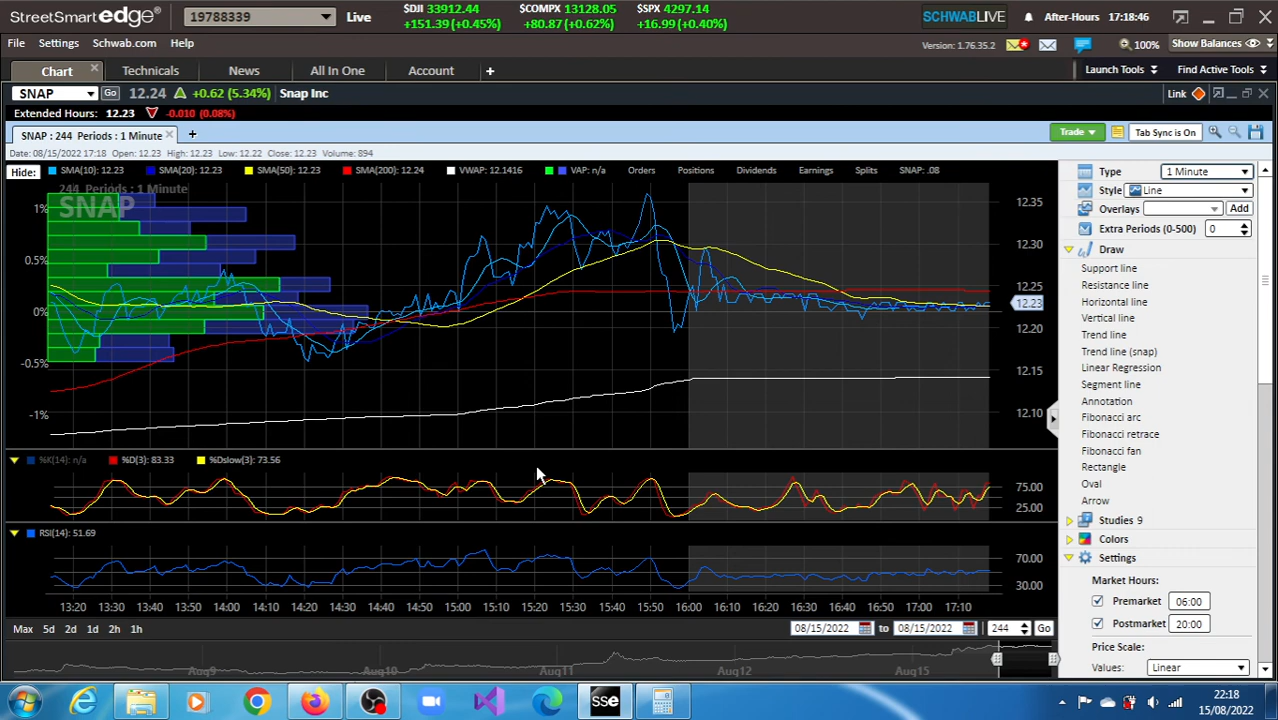 StreetSmart edge
19788339
Live
$DJI 33912.44
+151.39 (+0.45%)
$COMPX 13128.05
+80.87 (+0.62%)
$SPX 4297.14
+16.99 (+0.40%)
SCHWABLIVE
After-Hours
17:18:46
File Settings Schwab.com Help
Version: 1.76.35.2
100%
Show Balances
Chart Technicals News All In One Account +
Launch Tools
Find Active Tools
SNAP Go 12.24 +0.62 (5.34%) Snap Inc
Link
Extended Hours: 12.23 -0.010 (0.08%)
SNAP : 244 Periods : 1 Minute +
Trade
Tab Sync is On
Date: 08/15/2022 17:18 Open: 12.23 High: 12.23 Low: 12.22 Close: 12.23 Volume: 894
Hide: SMA(10): 12.23 SMA(20): 12.23 SMA(50): 12.23 SMA(200): 12.24 VWAP: 12.1416 VAP: n/a Orders Positions Dividends Earnings Splits SNAP: .08
244 Periods : 1 Minute
SNAP
1%
0.5%
0%
-0.5%
-1%
12.35
12.30
12.25
12.23
12.20
12.15
12.10
%K(14): n/a %D(3): 83.33 %Dslow(3): 73.56
75.00
25.00
RSI(14): 51.69
70.00
30.00
13:20 13:30 13:40 13:50 14:00 14:10 14:20 14:30 14:40 14:50 15:00 15:10 15:20 15:30 15:40 15:50 16:00 16:10 16:20 16:30 16:40 16:50 17:00 17:10
Max 5d 2d 1d 2h 1h
08/15/2022 to 08/15/2022 244 Go
Aug9 Aug10 Aug11 Aug12 Aug15
Type 1 Minute
Style Line
Overlays Add
Extra Periods (0-500) 0
Draw
Support line
Resistance line
Horizontal line
Vertical line
Trend line
Trend line (snap)
Linear Regression
Segment line
Annotation
Fibonacci arc
Fibonacci retrace
Fibonacci fan
Rectangle
Oval
Arrow
Studies 9
Colors
Settings
Market Hours:
Premarket 06:00
Postmarket 20:00
Price Scale:
Values: Linear
sse
22:18
15/08/2022